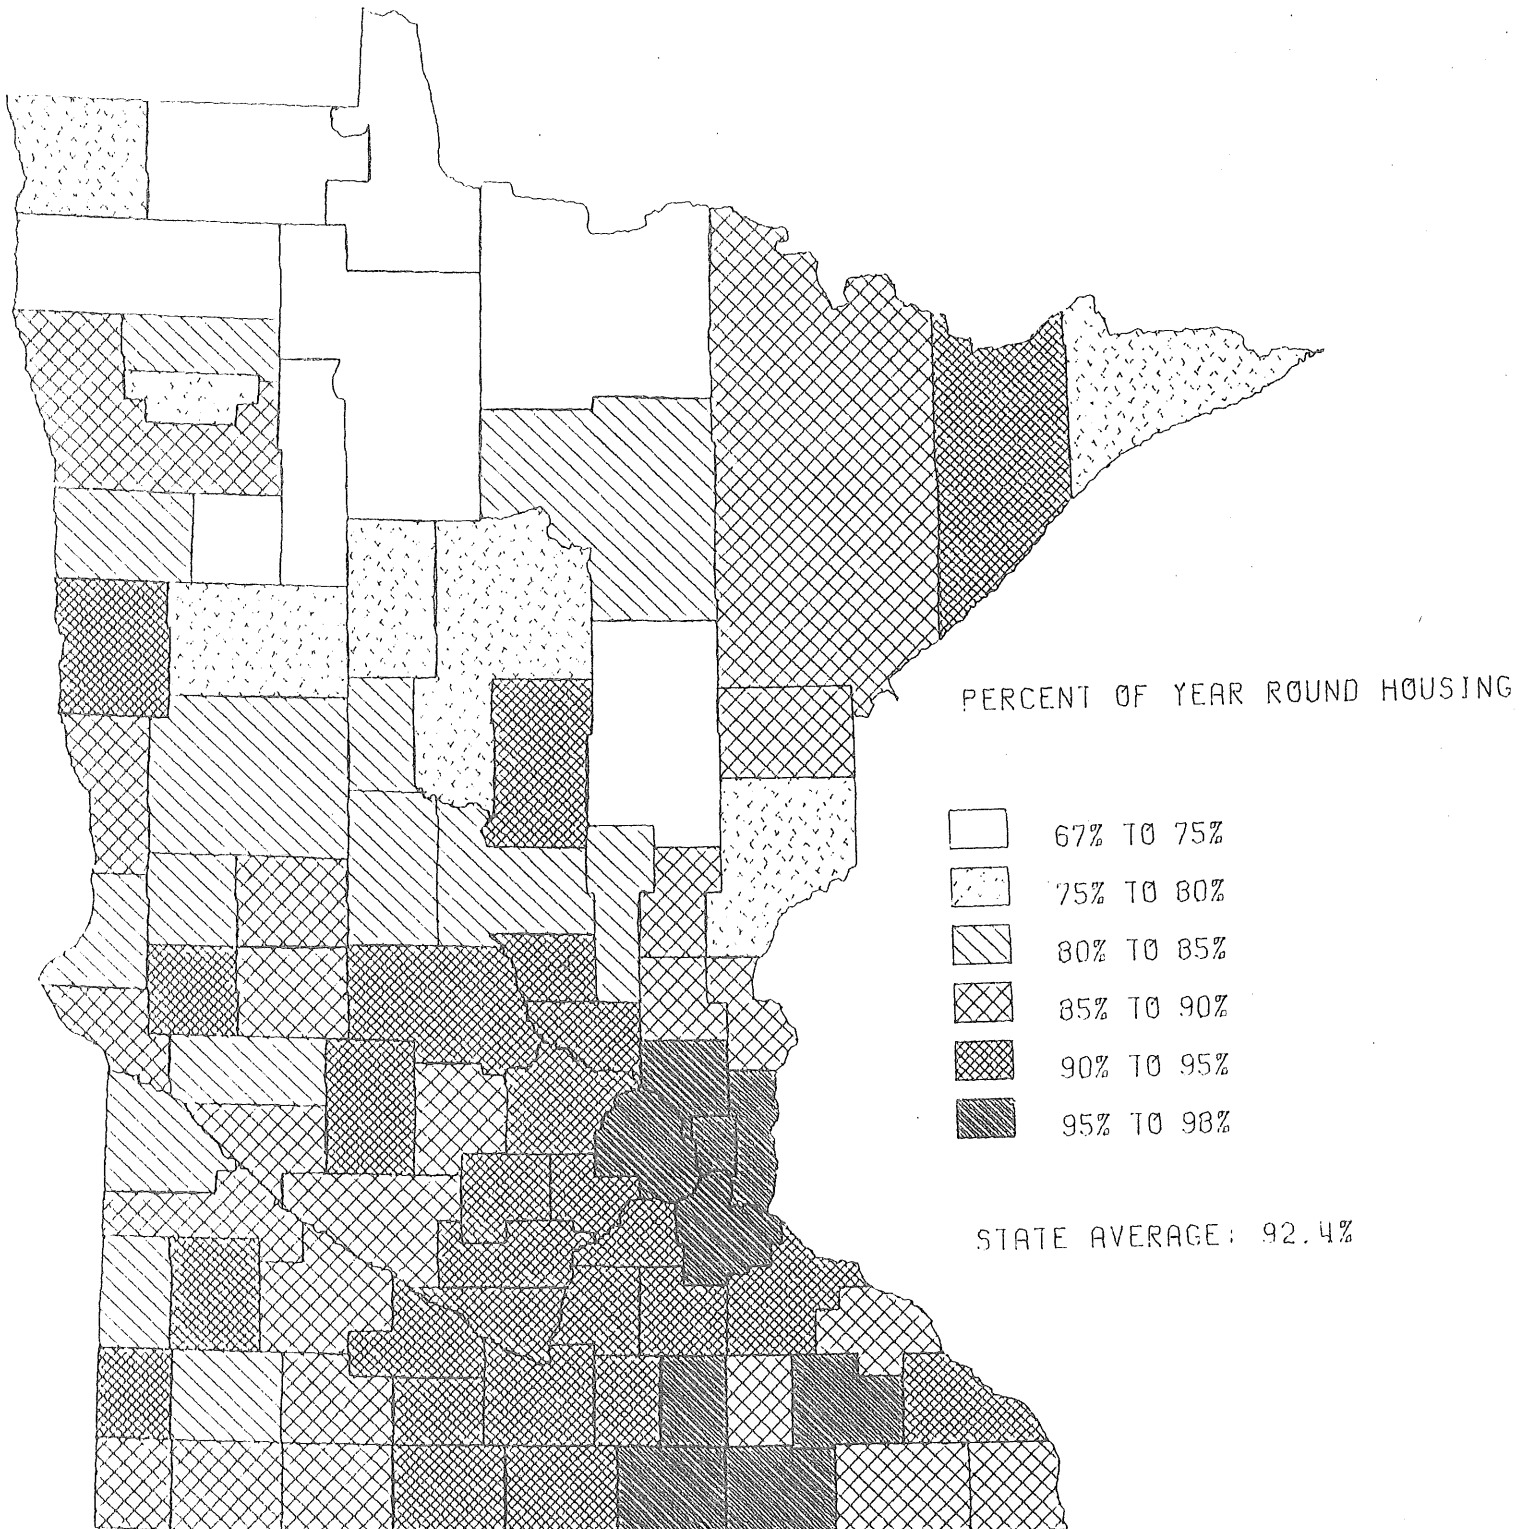 PERCENT OF YEAR ROUND HOUSING
67% TO 75%
75% TO 80%
80% TO 85%
85% TO 90%
90% TO 95%
95% TO 98%
STATE AVERAGE: 92.4%